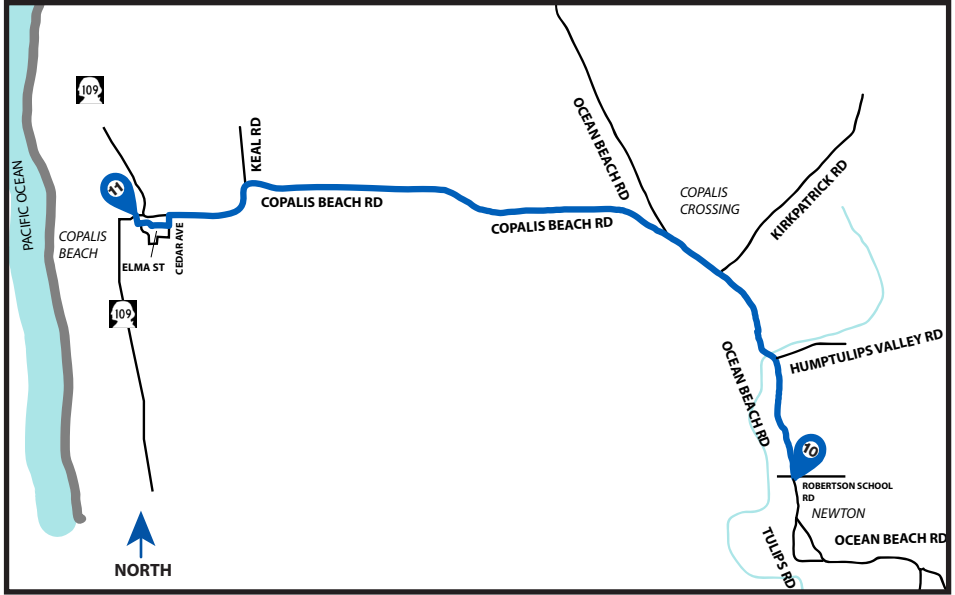 109
KEAL RD
OCEAN BEACH RD
COPALIS
CROSSING
KIRKPATRICK RD
PACIFIC OCEAN
11
COPALIS BEACH RD
COPALIS BEACH RD
COPALIS
BEACH
CEDAR AVE
ELMA ST
109
HUMPTULIPS VALLEY RD
OCEAN BEACH RD
10
ROBERTSON SCHOOL
RD
NEWTON
OCEAN BEACH RD
TULIPS RD
NORTH